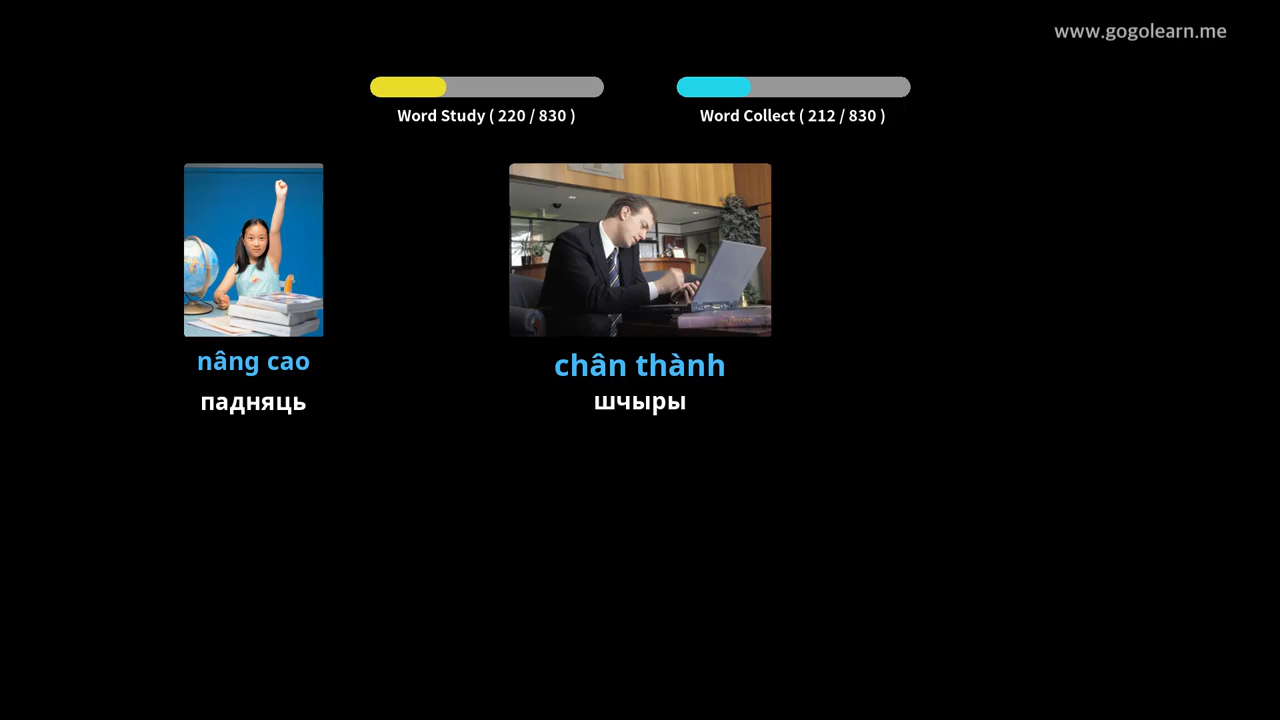 www.gogolearn.me
Word Study ( 220 / 830 )
Word Collect ( 212 / 830 )
nâng cao
падняць
chân thành
шчыры